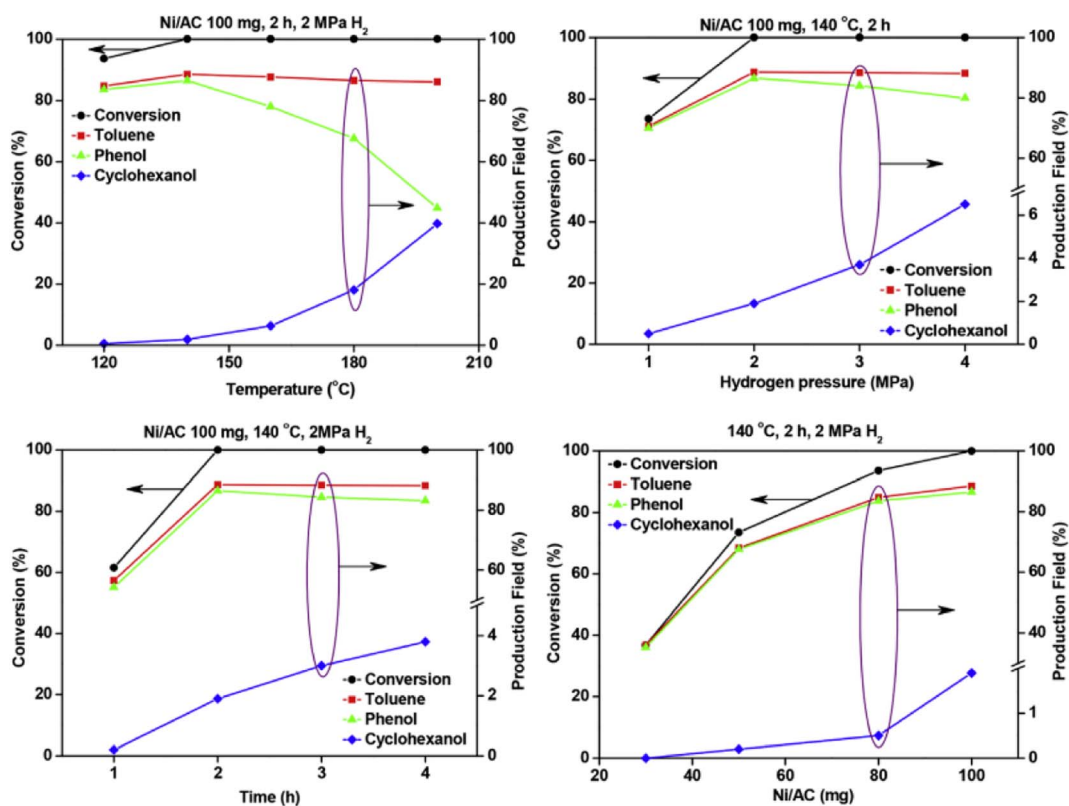 Ni/AC 100 mg, 2 h, 2 MPa H2
100
80
60
40
20
0
Conversion (%)
Conversion
Toluene
Phenol
Cyclohexanol
100
80
60
40
20
0
Production Field (%)
120
150
180
210
Temperature (°C)
Ni/AC 100 mg, 140 °C, 2 h
100
80
60
40
20
0
Conversion (%)
Conversion
Toluene
Phenol
Cyclohexanol
100
80
60
6
4
2
0
Production Field (%)
1
2
3
4
Hydrogen pressure (MPa)
Ni/AC 100 mg, 140 °C, 2MPa H2
100
80
60
40
20
0
Conversion (%)
Conversion
Toluene
Phenol
Cyclohexanol
100
80
60
4
2
0
Production Field (%)
1
2
3
4
Time (h)
140 °C, 2 h, 2 MPa H2
100
80
60
40
20
0
Conversion (%)
Conversion
Toluene
Phenol
Cyclohexanol
100
80
60
40
1
0
Production Field (%)
20
40
60
80
100
Ni/AC (mg)